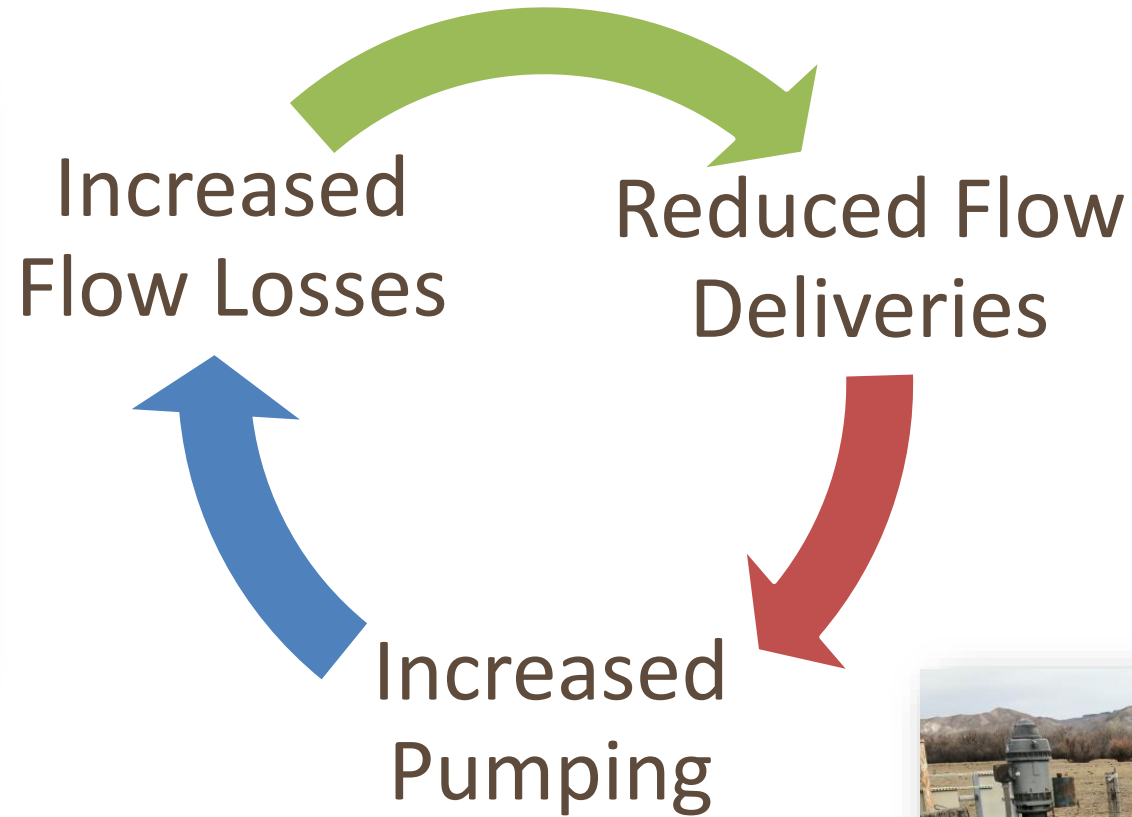 Increased
Flow Losses
Reduced Flow
Deliveries
Increased
Pumping